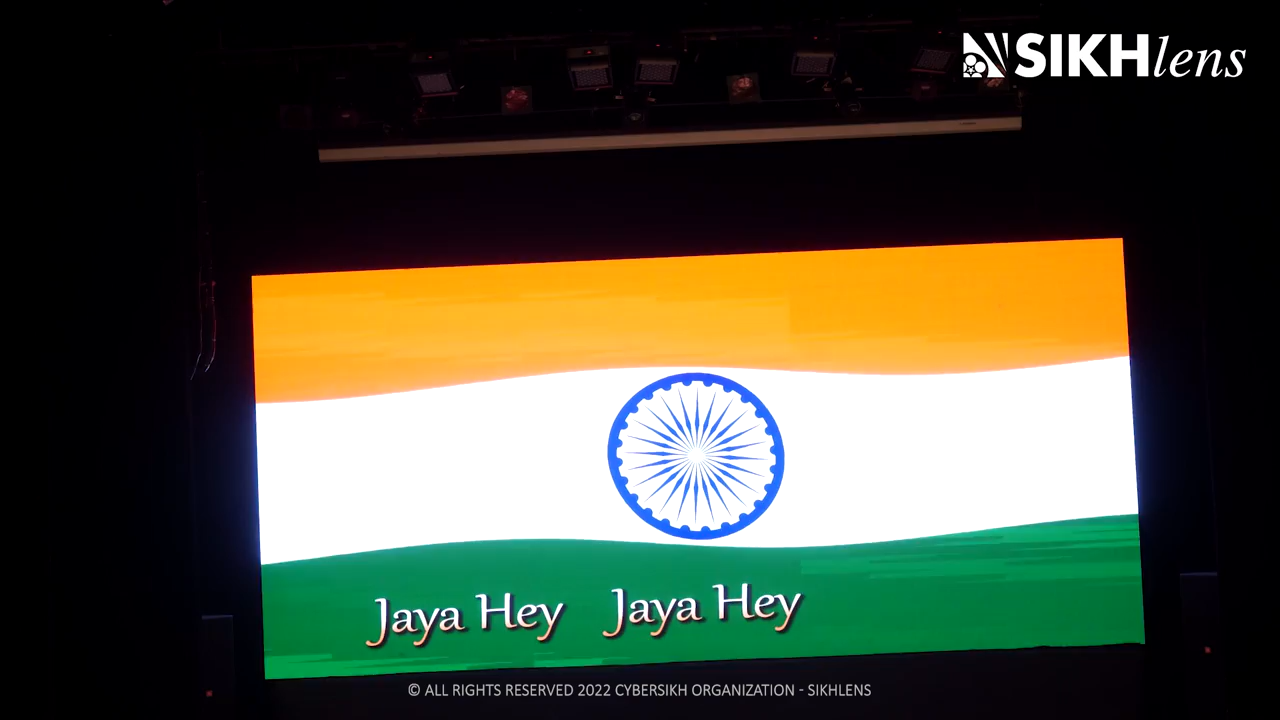 SIKHlens
Jaya Hey Jaya Hey
© ALL RIGHTS RESERVED 2022 CYBERSIKH ORGANIZATION - SIKHLENS